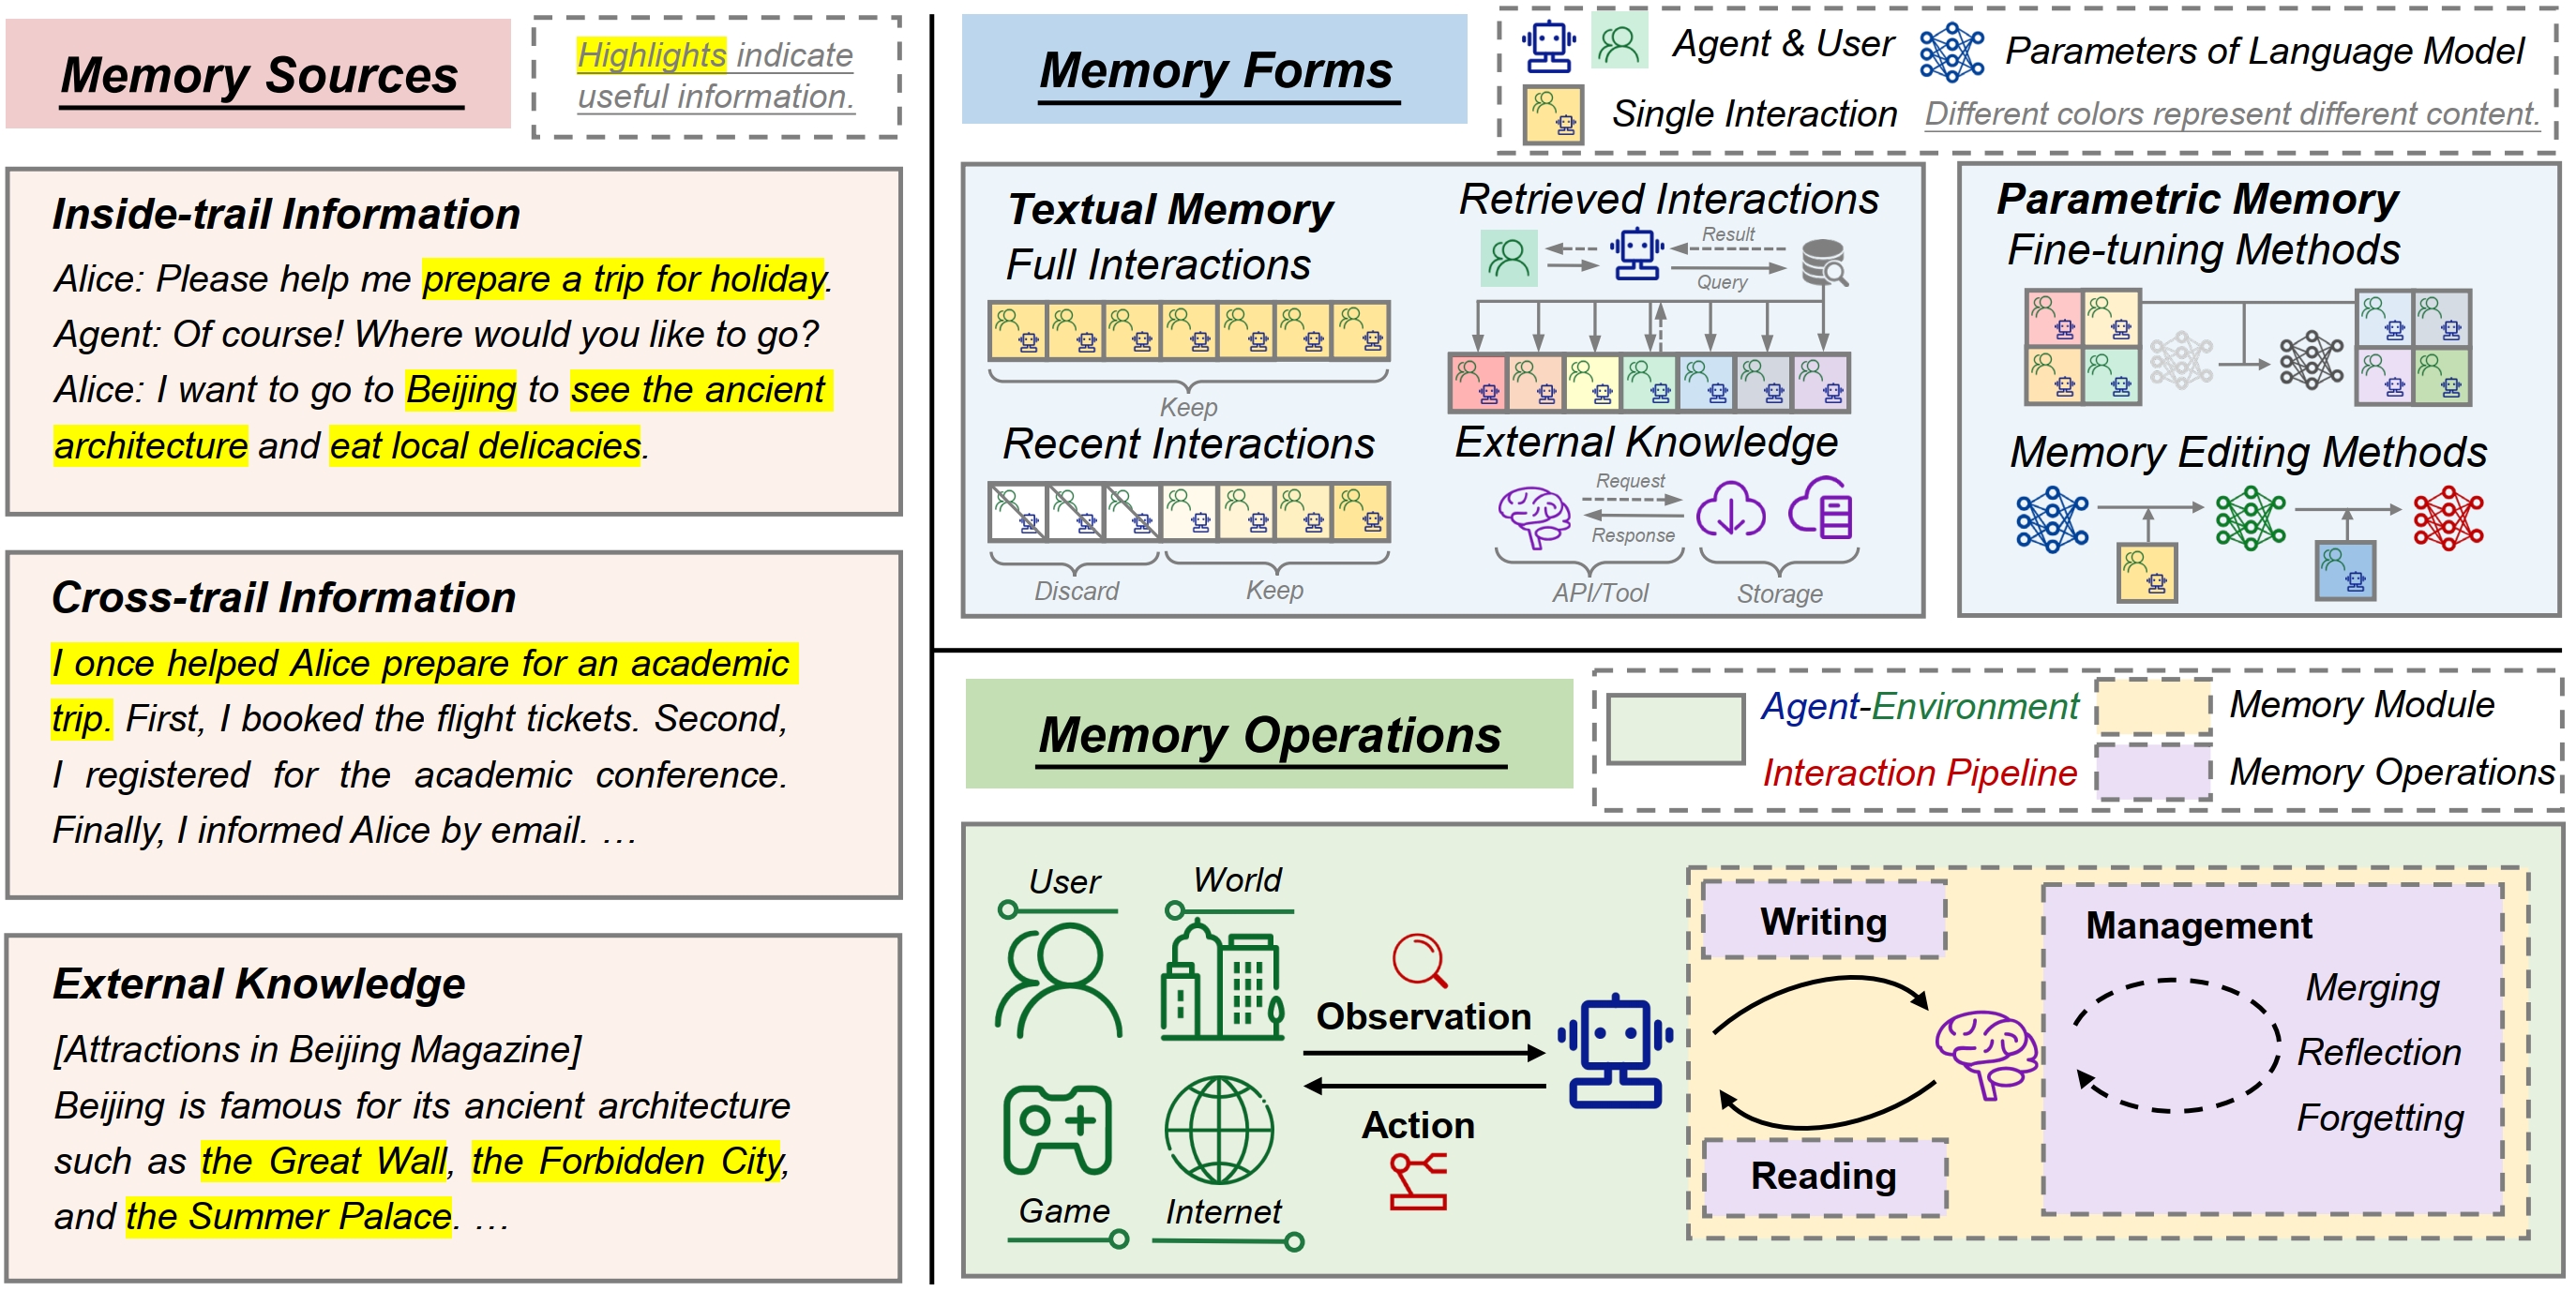 Memory Sources
Highlights indicate
useful information.
Inside-trail Information
Alice: Please help me prepare a trip for holiday.
Agent: Of course! Where would you like to go?
Alice: I want to go to Beijing to see the ancient
architecture and eat local delicacies.
Cross-trail Information
I once helped Alice prepare for an academic
trip. First, I booked the flight tickets. Second,
I registered for the academic conference.
Finally, I informed Alice by email. …
External Knowledge
[Attractions in Beijing Magazine]
Beijing is famous for its ancient architecture
such as the Great Wall, the Forbidden City,
and the Summer Palace. …
Memory Forms
Agent & User
Parameters of Language Model
Single Interaction
Different colors represent different content.
Textual Memory
Full Interactions
Keep
Recent Interactions
Discard
Keep
Retrieved Interactions
Result
Query
External Knowledge
Request
Response
API/Tool
Storage
Parametric Memory
Fine-tuning Methods
Memory Editing Methods
Memory Operations
Agent-Environment
Interaction Pipeline
Memory Module
Memory Operations
User
World
Game
Internet
Observation
Action
Writing
Reading
Management
Merging
Reflection
Forgetting